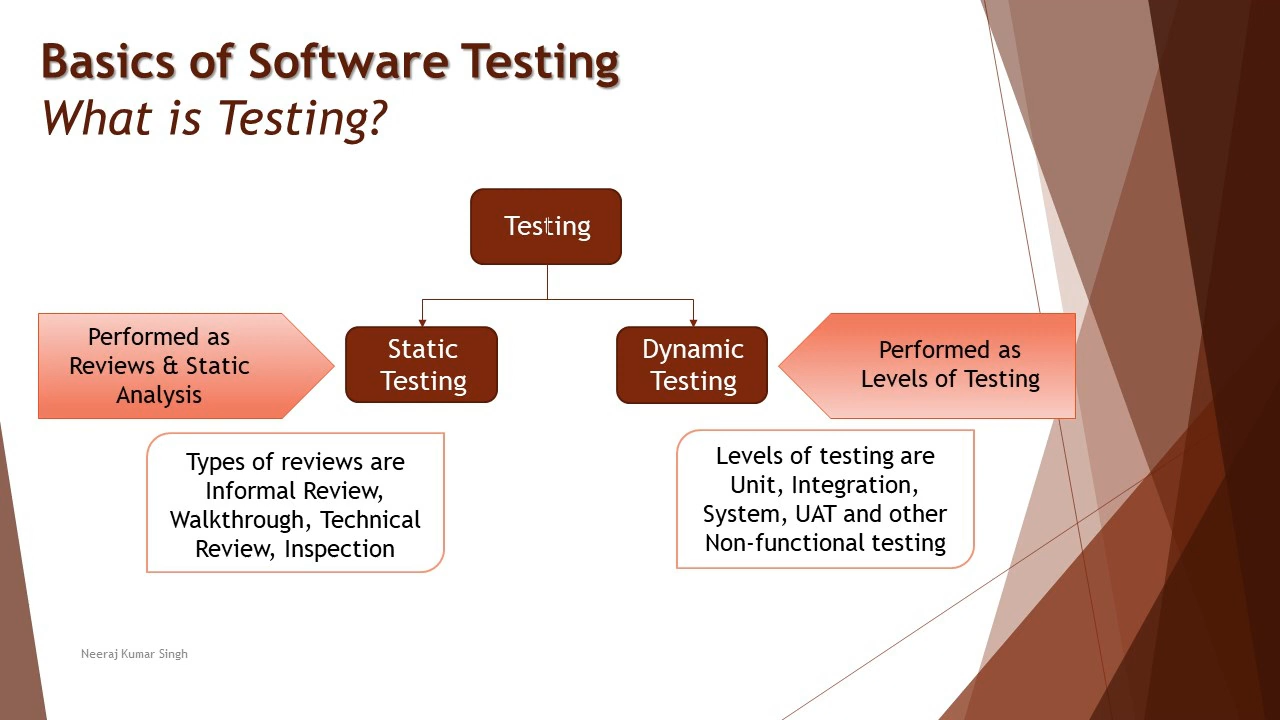 Basics of Software Testing
What is Testing?
Testing
Performed as
Reviews & Static
Analysis
Static
Testing
Dynamic
Testing
Performed as
Levels of Testing
Types of reviews are
Informal Review,
Walkthrough, Technical
Review, Inspection
Levels of testing are
Unit, Integration,
System, UAT and other
Non-functional testing
Neeraj Kumar Singh